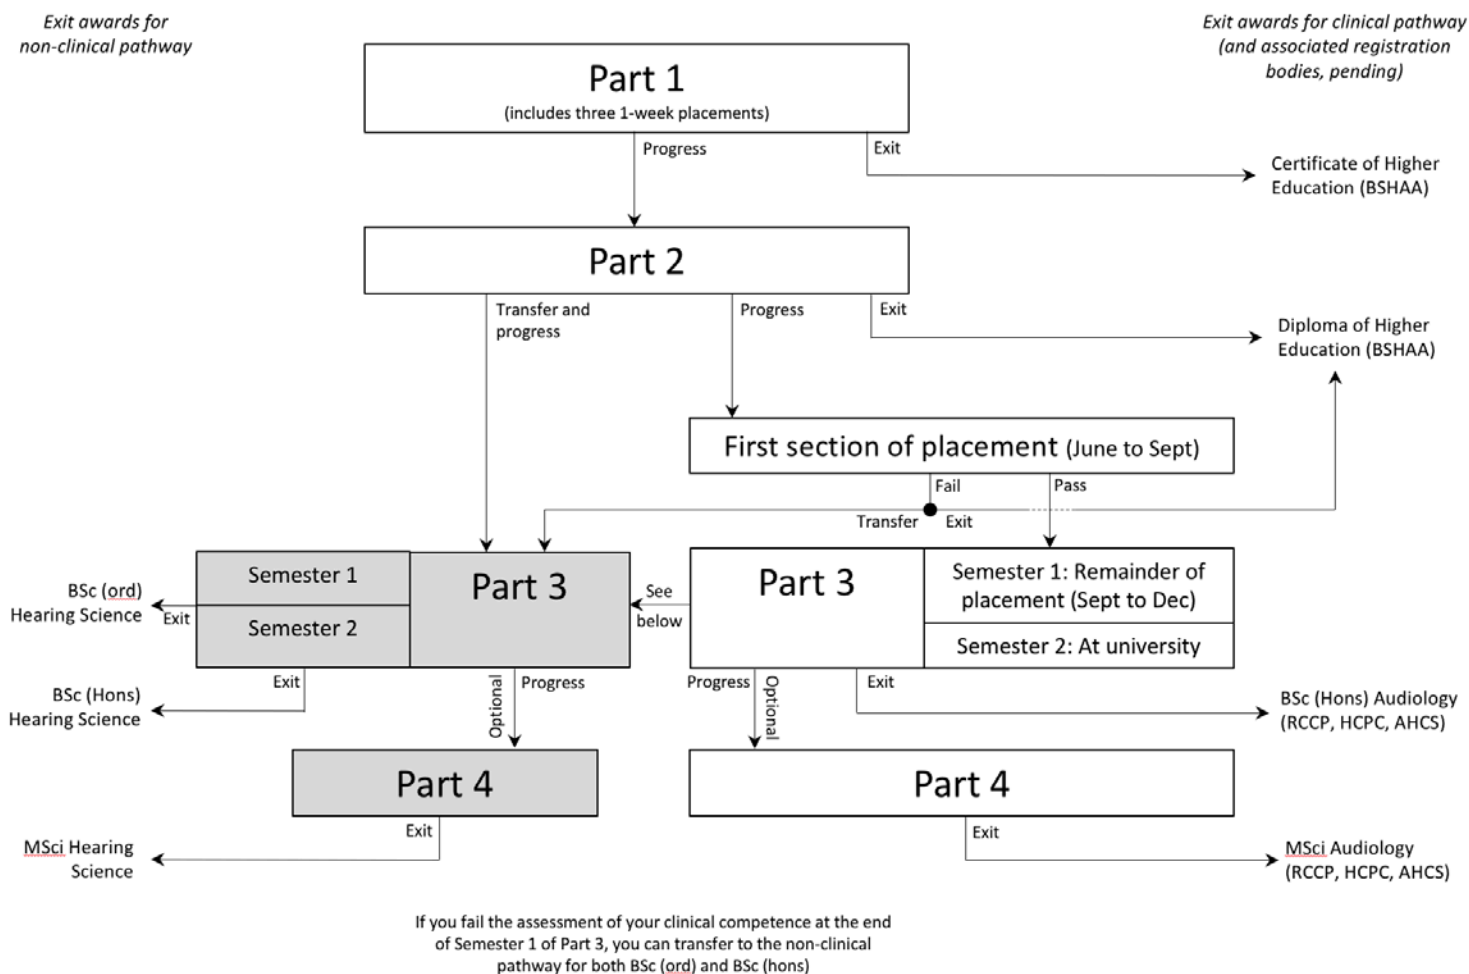 Exit awards for
non-clinical pathway
Exit awards for clinical pathway
(and associated registration
bodies, pending)
Part 1
(includes three 1-week placements)
Progress
Exit
Certificate of Higher
Education (BSHAA)
Part 2
Transfer and
progress
Progress
Exit
Diploma of Higher
Education (BSHAA)
First section of placement (June to Sept)
Fail
Pass
Transfer
Exit
Semester 1
Semester 2
Part 3
BSc (ord)
Hearing Science
Exit
See
below
Part 3
Semester 1: Remainder of
placement (Sept to Dec)
Semester 2: At university
Exit
BSc (Hons)
Hearing Science
Optional
Progress
Progress
Optional
Exit
BSc (Hons) Audiology
(RCCP, HCPC, AHCS)
Part 4
Part 4
Exit
MSci Hearing
Science
Exit
MSci Audiology
(RCCP, HCPC, AHCS)
If you fail the assessment of your clinical competence at the end
of Semester 1 of Part 3, you can transfer to the non-clinical
pathway for both BSc (ord) and BSc (hons)